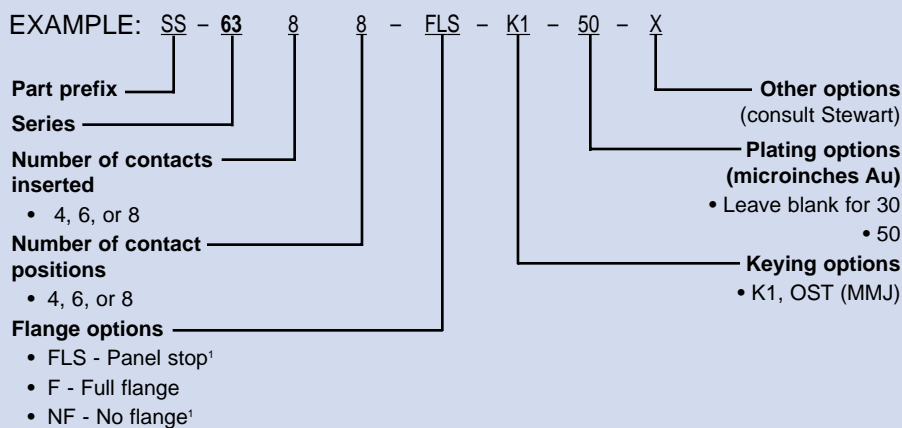 EXAMPLE: SS – 63 8 8 – FLS – K1 – 50 – X
Part prefix
Series
Number of contacts
inserted
• 4, 6, or 8
Number of contact
positions
• 4, 6, or 8
Flange options
• FLS - Panel stop¹
• F - Full flange
• NF - No flange¹
Other options
(consult Stewart)
Plating options
(microinches Au)
• Leave blank for 30
• 50
Keying options
• K1, OST (MMJ)